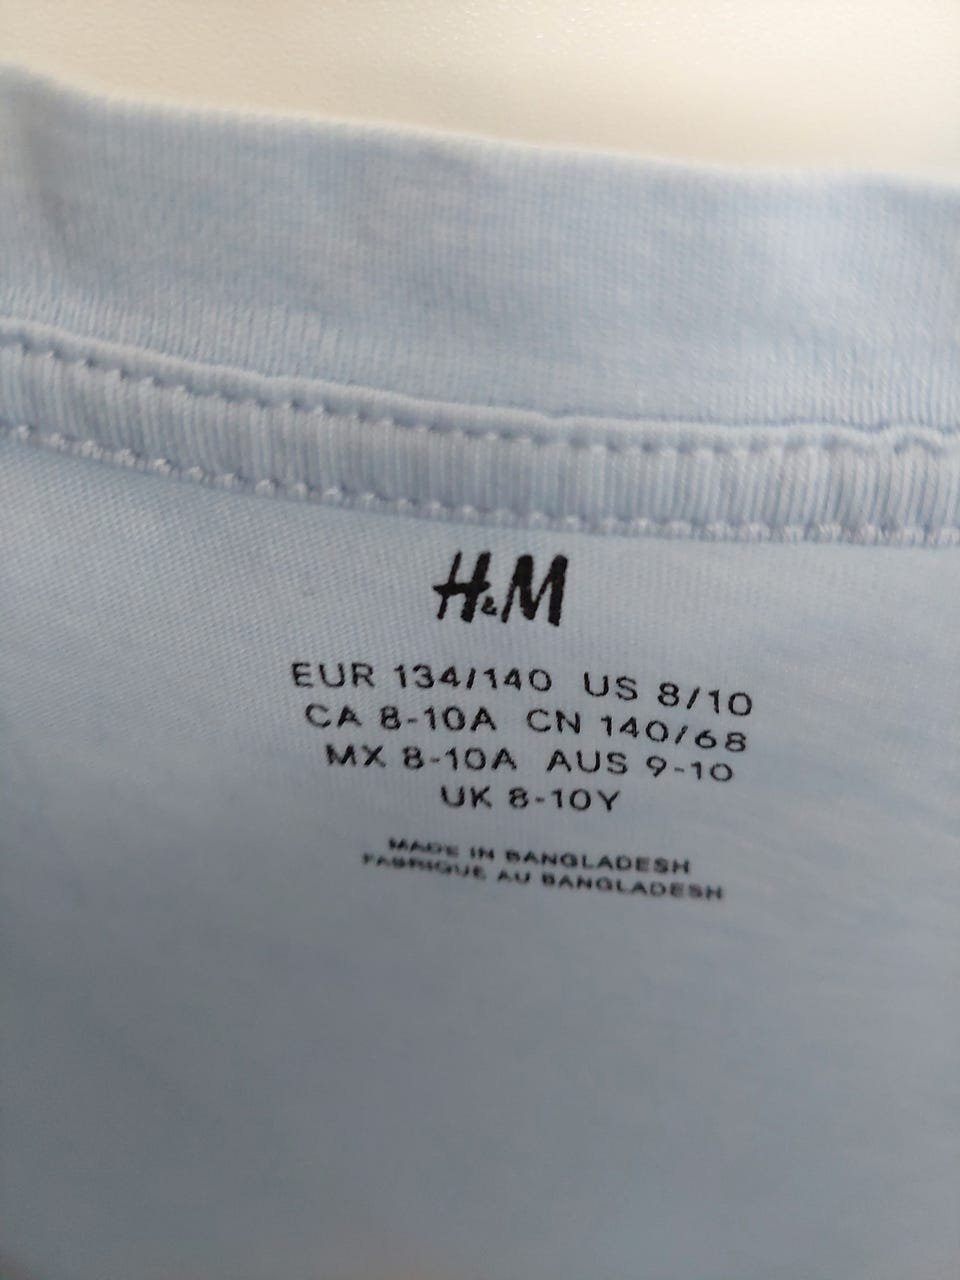 H&M
EUR 134/140 US 8/10
CA 8-10A CN 140/68
MX 8-10A AUS 9-10
UK 8-10Y
MADE IN BANGLADESH
FABRIQUE AU BANGLADESH